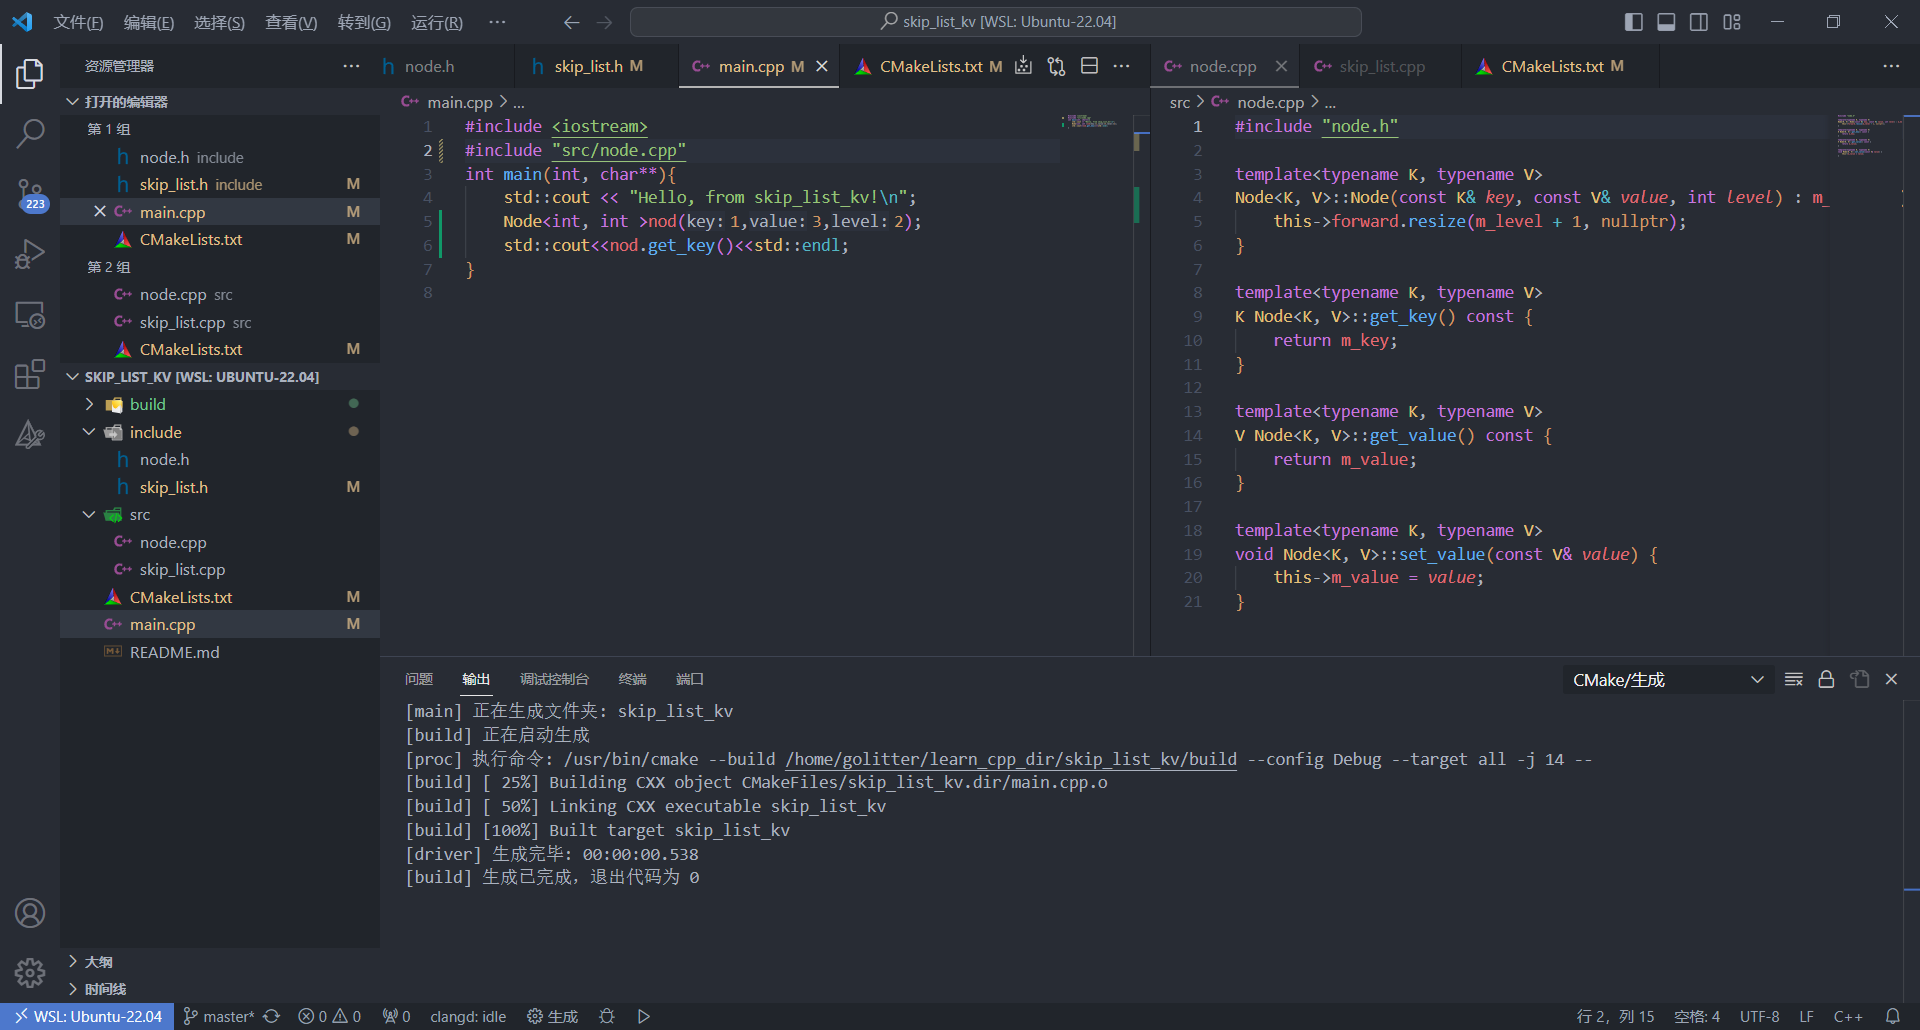 文件(F) 编辑(E) 选择(S) 查看(V) 转到(G) 运行(R) ··· skip_list_kv [WSL: Ubuntu-22.04]
资源管理器 ···
node.h skip_list.h M main.cpp M CMakeLists.txt M ···
node.cpp skip_list.cpp CMakeLists.txt M ···
打开的编辑器
第 1 组
node.h include
skip_list.h include M
main.cpp M
CMakeLists.txt M
第 2 组
node.cpp src
skip_list.cpp src
CMakeLists.txt M
SKIP_LIST_KV [WSL: UBUNTU-22.04]
build
include
node.h
skip_list.h M
src
node.cpp
skip_list.cpp
CMakeLists.txt M
main.cpp M
README.md
大纲
时间线
223
main.cpp > ...
1 #include <iostream>
2 #include "src/node.cpp"
3 int main(int, char**){
4 std::cout << "Hello, from skip_list_kv!\n";
5 Node<int, int >nod(key: 1,value: 3,level: 2);
6 std::cout<<nod.get_key()<<std::endl;
7 }
8
src > node.cpp > ...
1 #include "node.h"
2
3 template<typename K, typename V>
4 Node<K, V>::Node(const K& key, const V& value, int level) : m_
5 this->forward.resize(m_level + 1, nullptr);
6 }
7
8 template<typename K, typename V>
9 K Node<K, V>::get_key() const {
10 return m_key;
11 }
12
13 template<typename K, typename V>
14 V Node<K, V>::get_value() const {
15 return m_value;
16 }
17
18 template<typename K, typename V>
19 void Node<K, V>::set_value(const V& value) {
20 this->m_value = value;
21 }
问题 输出 调试控制台 终端 端口 CMake/生成
[main] 正在生成文件夹: skip_list_kv
[build] 正在启动生成
[proc] 执行命令: /usr/bin/cmake --build /home/golitter/learn_cpp_dir/skip_list_kv/build --config Debug --target all -j 14 --
[build] [ 25%] Building CXX object CMakeFiles/skip_list_kv.dir/main.cpp.o
[build] [ 50%] Linking CXX executable skip_list_kv
[build] [100%] Built target skip_list_kv
[driver] 生成完毕: 00:00:00.538
[build] 生成已完成，退出代码为 0
WSL: Ubuntu-22.04 master* 0 0 0 clangd: idle 生成 行 2，列 15 空格: 4 UTF-8 LF C++